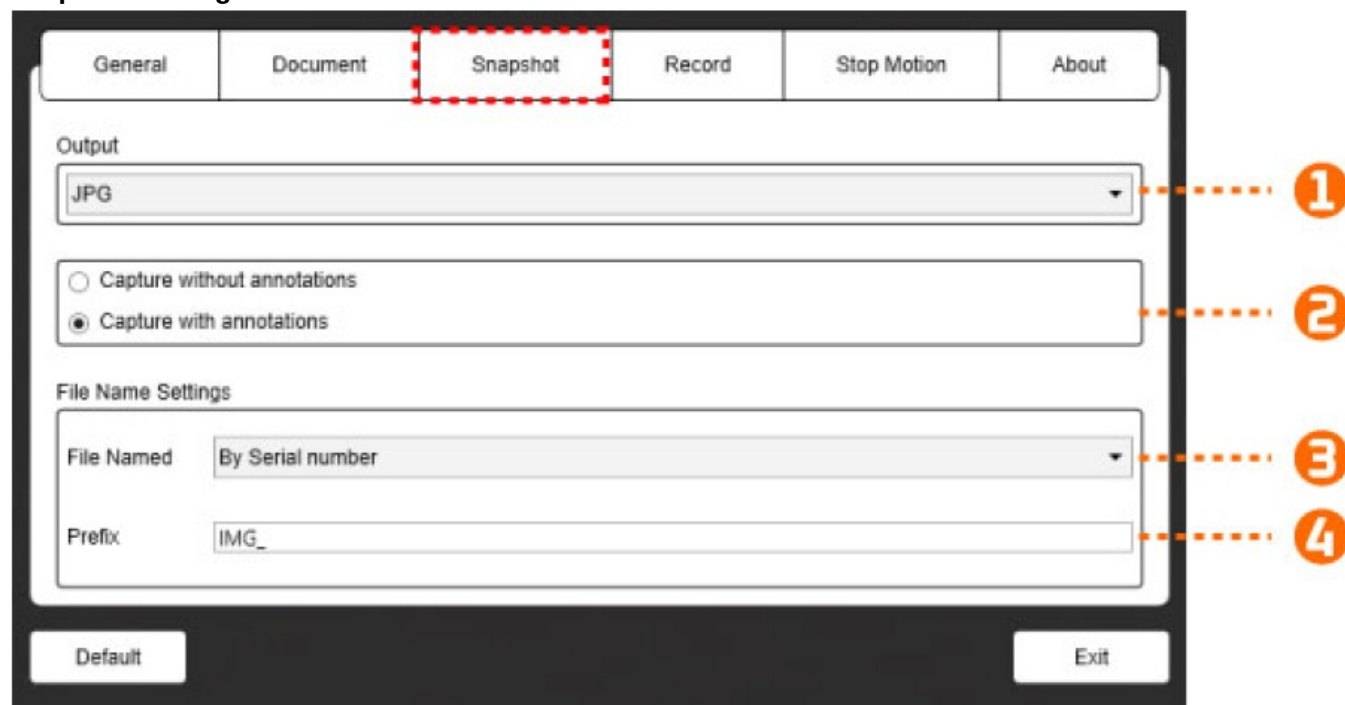 General Document Snapshot Record Stop Motion About
Output
JPG
1
Capture without annotations
Capture with annotations
2
File Name Settings
File Named By Serial number
3
Prefix IMG_
4
Default Exit